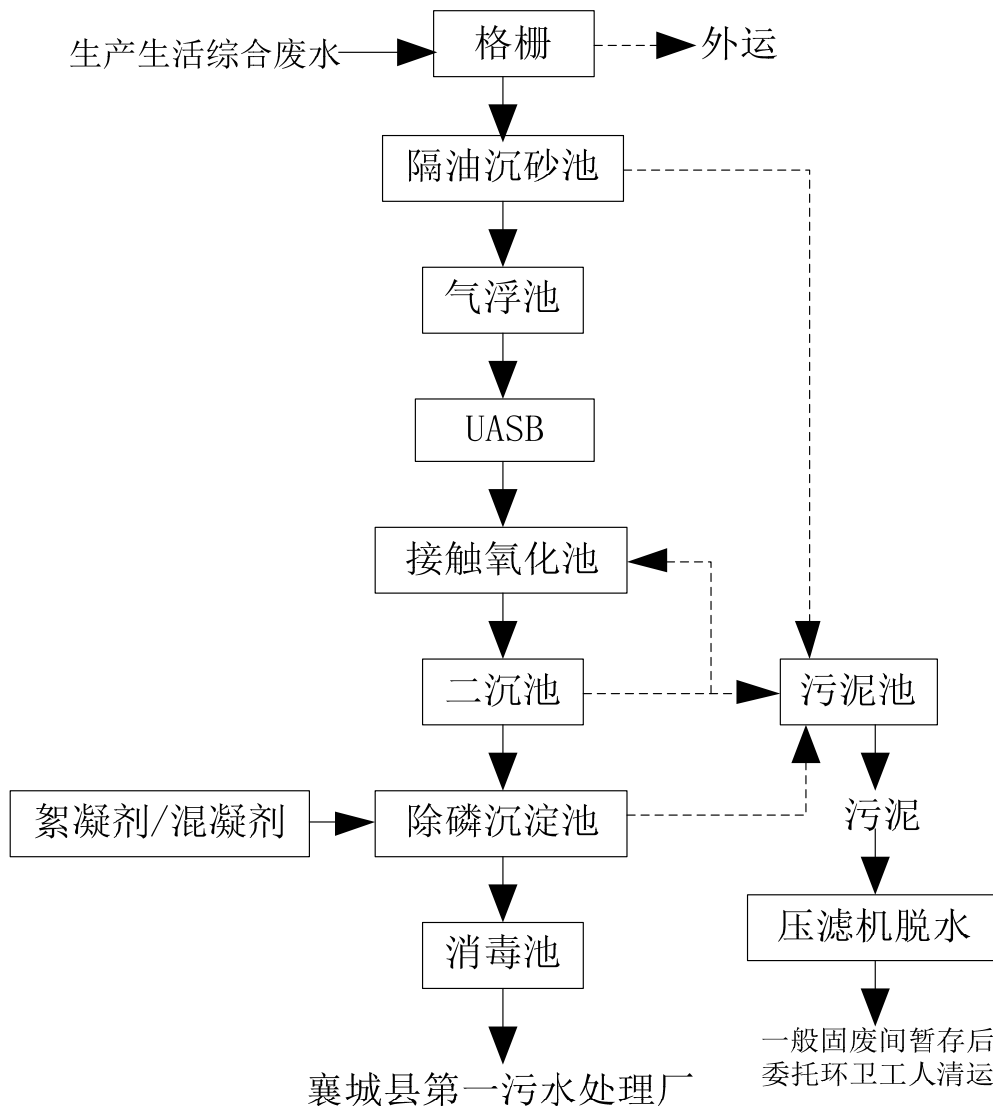 生产生活综合废水
格栅
外运
隔油沉砂池
气浮池
UASB
接触氧化池
二沉池
污泥池
絮凝剂/混凝剂
除磷沉淀池
污泥
压滤机脱水
消毒池
一般固废间暂存后
委托环卫工人清运
襄城县第一污水处理厂